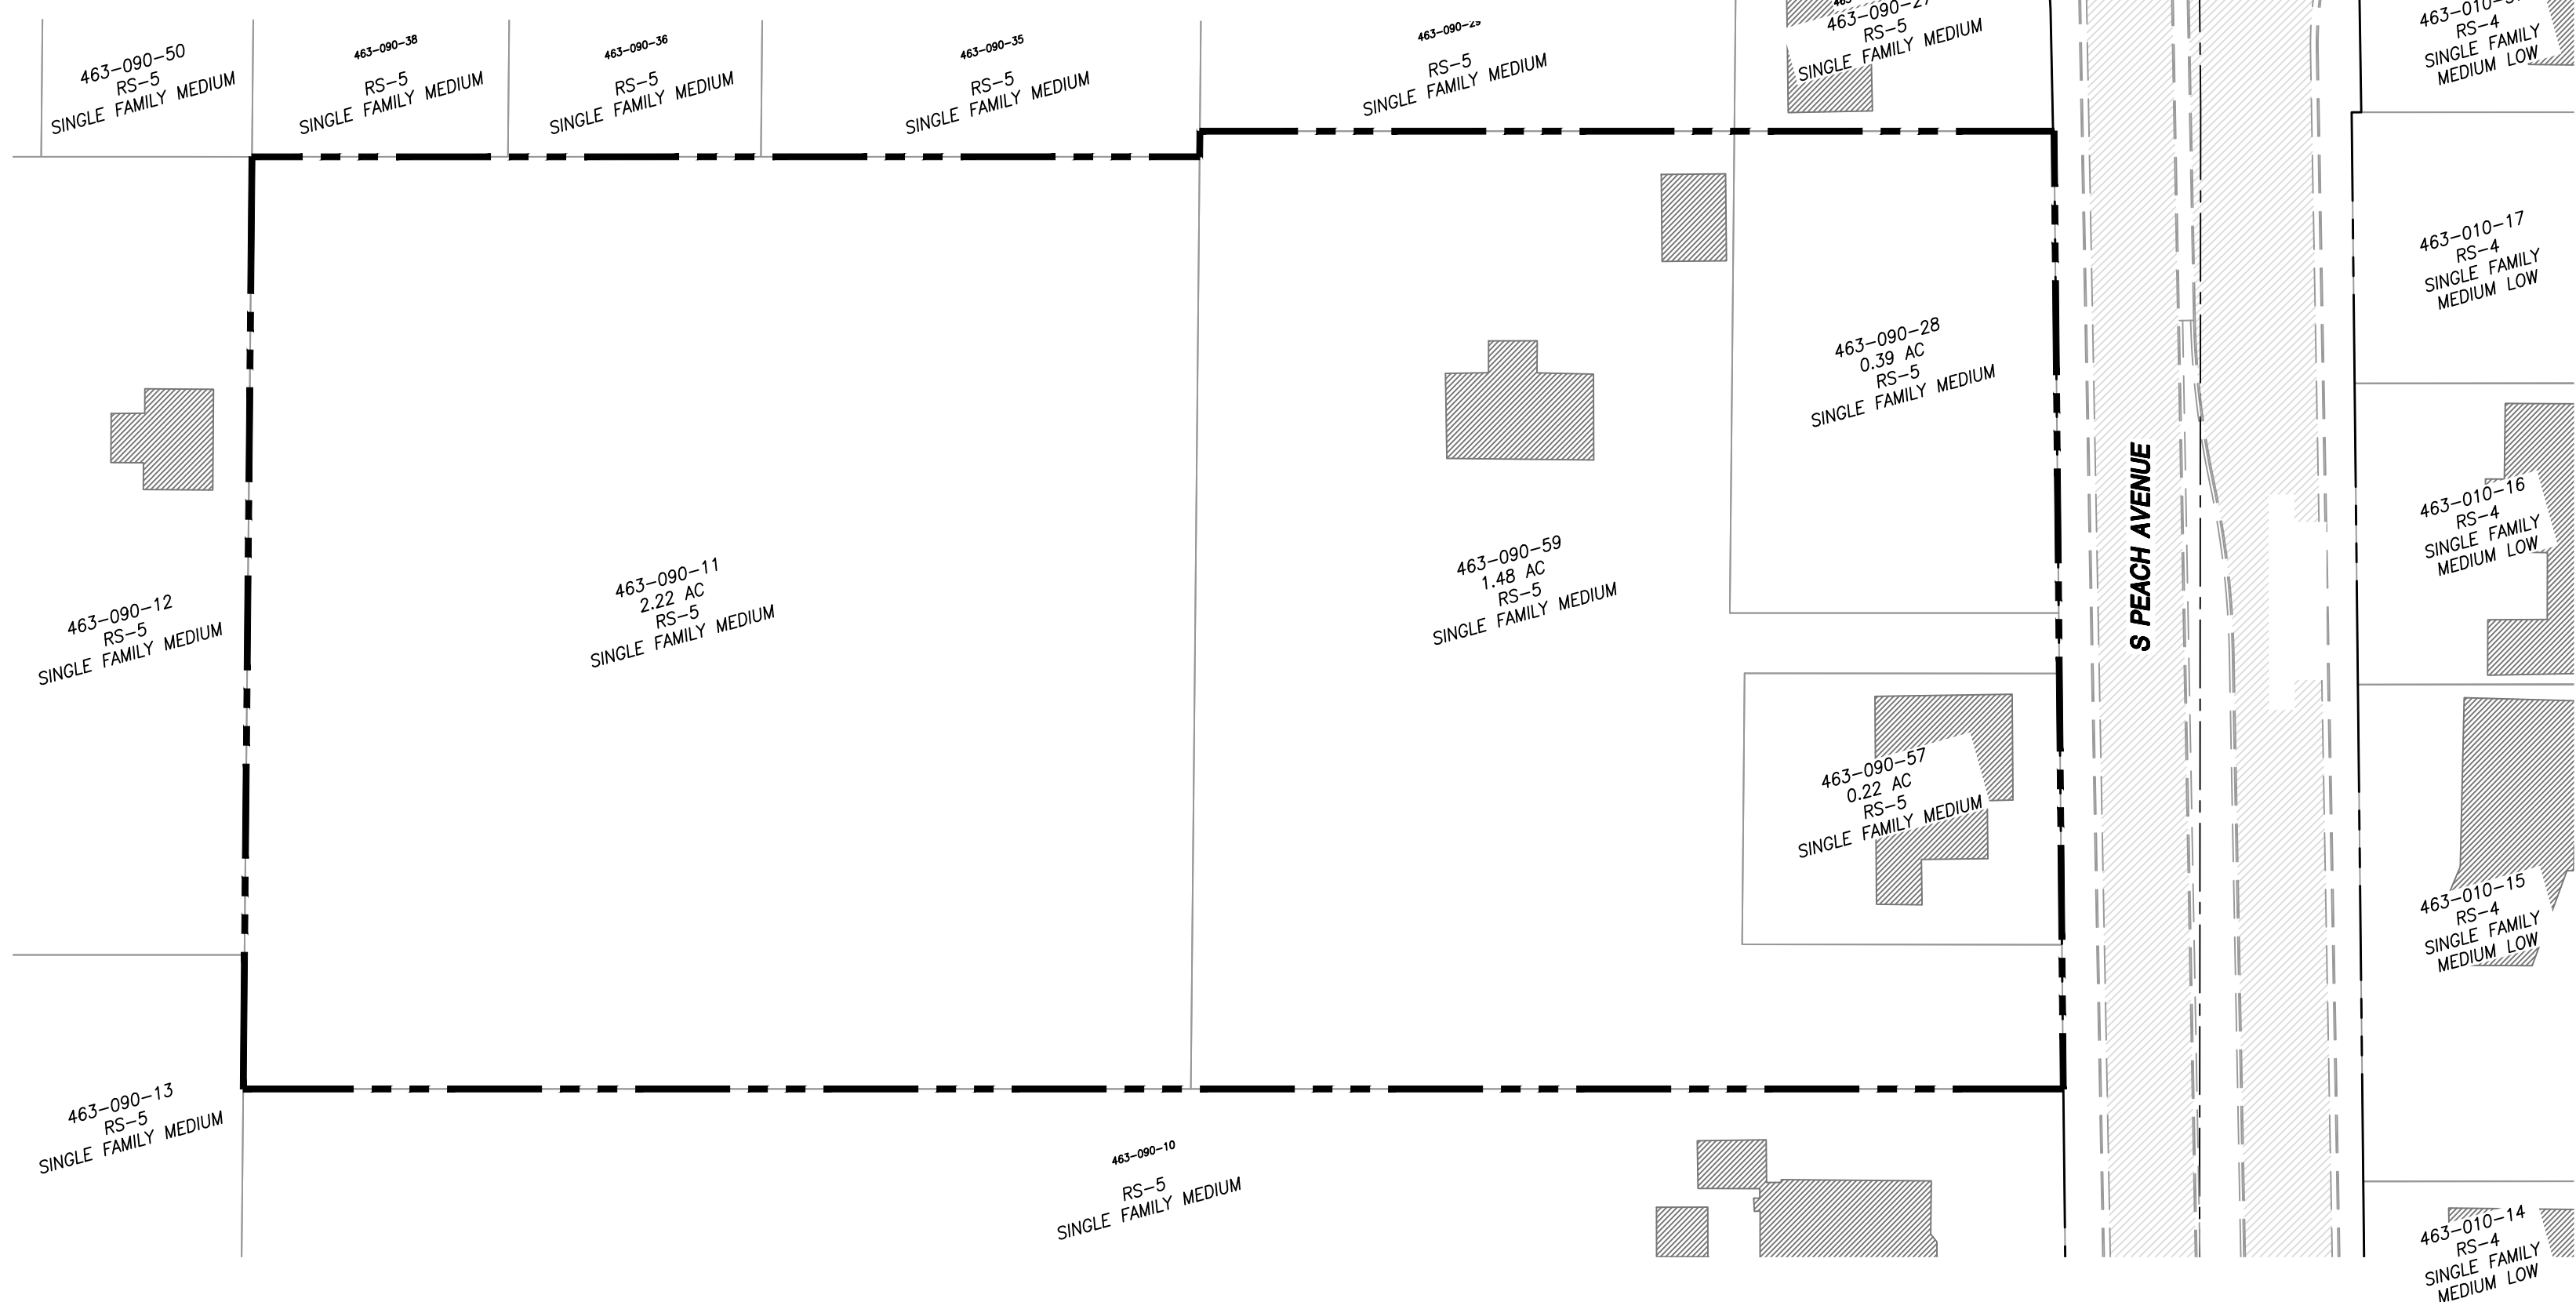 463-090-50
RS-5
SINGLE FAMILY MEDIUM
463-090-38
RS-5
SINGLE FAMILY MEDIUM
463-090-36
RS-5
SINGLE FAMILY MEDIUM
463-090-35
RS-5
SINGLE FAMILY MEDIUM
RS-5
SINGLE FAMILY MEDIUM
463-090-27
RS-5
SINGLE FAMILY MEDIUM
RS-4
SINGLE FAMILY
MEDIUM LOW
463-010-17
RS-4
SINGLE FAMILY
MEDIUM LOW
463-090-28
0.39 AC
RS-5
SINGLE FAMILY MEDIUM
S PEACH AVENUE
463-010-16
RS-4
SINGLE FAMILY
MEDIUM LOW
463-090-12
RS-5
SINGLE FAMILY MEDIUM
463-090-11
2.22 AC
RS-5
SINGLE FAMILY MEDIUM
463-090-59
1.48 AC
RS-5
SINGLE FAMILY MEDIUM
463-090-57
0.22 AC
RS-5
SINGLE FAMILY MEDIUM
463-010-15
RS-4
SINGLE FAMILY
MEDIUM LOW
463-090-13
RS-5
SINGLE FAMILY MEDIUM
463-090-10
RS-5
SINGLE FAMILY MEDIUM
463-010-14
RS-4
SINGLE FAMILY
MEDIUM LOW